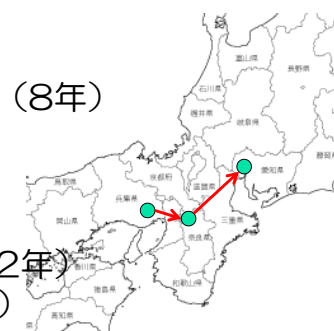 富山県
長野県
(8年)
石川県
福井県
岐阜県
静岡
京都府
愛知県
鳥取県
滋賀県
兵庫県
岡山県
三重県
奈良県
2年)
香川県
和歌山県
徳島県
)
高知県